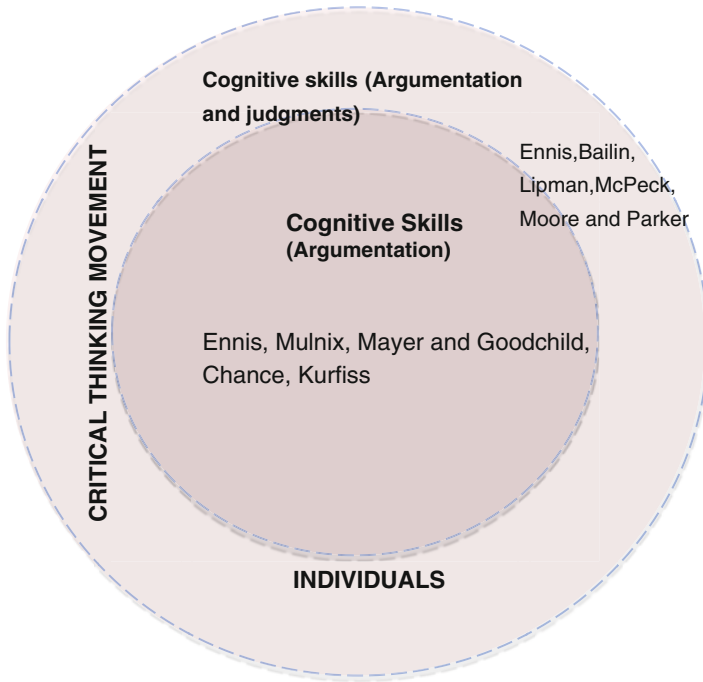 Cognitive skills (Argumentation
and judgments)
Ennis,Bailin,
Lipman,McPeck,
Moore and Parker
CRITICAL THINKING MOVEMENT
Cognitive Skills
(Argumentation)
Ennis, Mulnix, Mayer and Goodchild,
Chance, Kurfiss
INDIVIDUALS